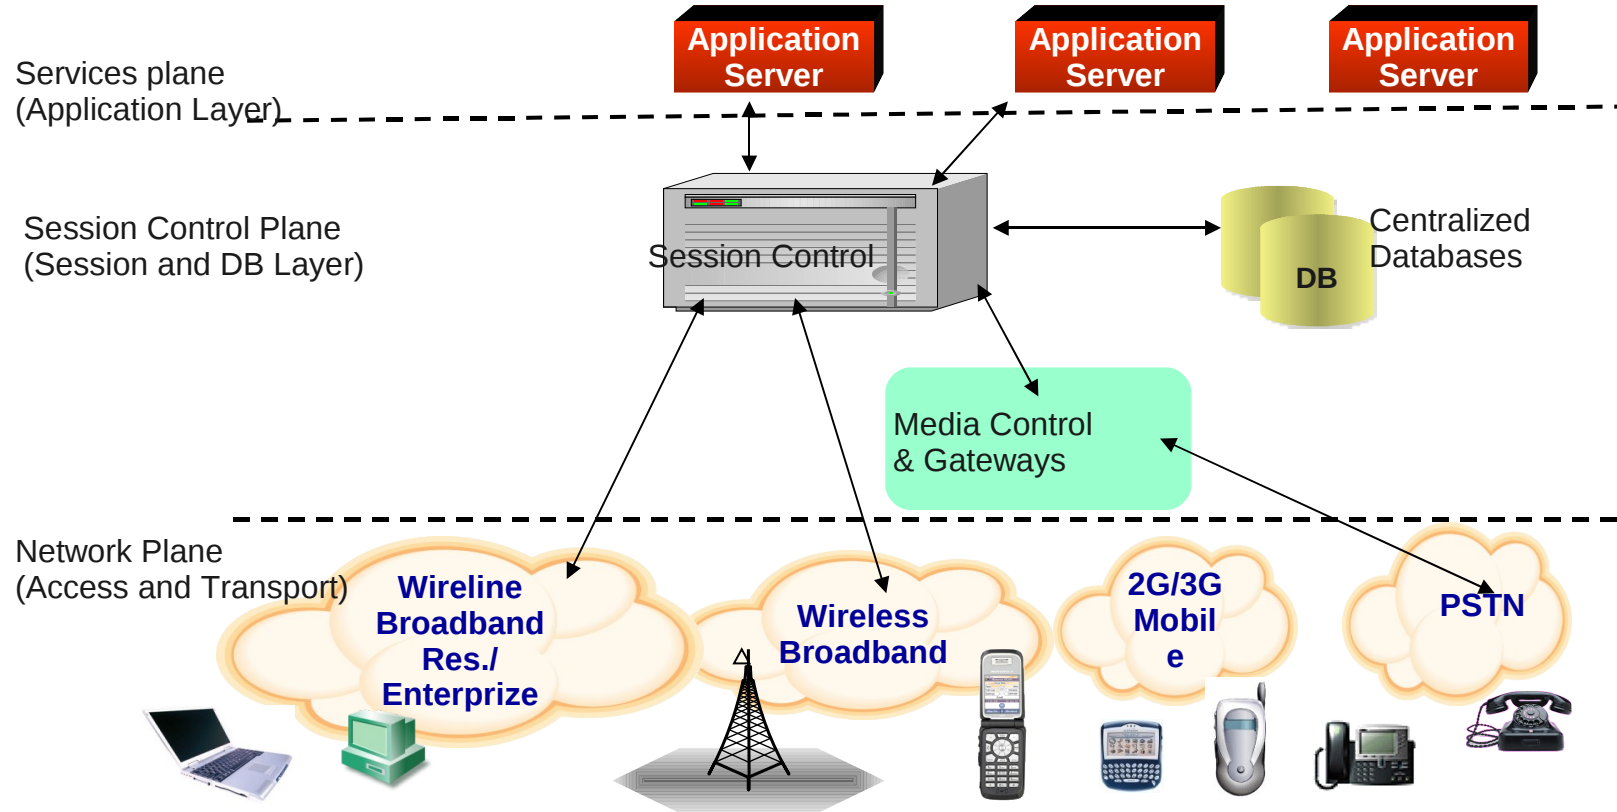 Application
Server
Application
Server
Application
Server
Services plane
(Application Layer)
Session Control Plane
(Session and DB Layer)
Session Control
Centralized
Databases
DB
Media Control
& Gateways
Network Plane
(Access and Transport)
Wireline
Broadband
Res./
Enterprize
Wireless
Broadband
2G/3G
Mobil
e
PSTN